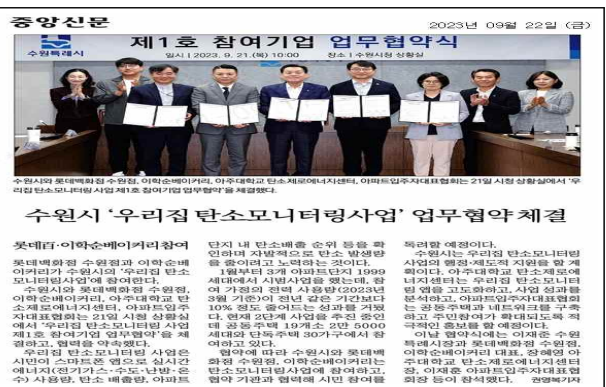 중앙신문
2023년 09월 22일 (금)
수원특례시
제1호 참여기업 업무협약식
일시 | 2023. 9. 21.(목) 10:00 장소 | 수원시청 상황실
수원시와 롯데백화점 수원점, 이학순베이커리, 아주대학교 탄소제로에너지센터, 아파트입주자대표협회는 21일 시청 상황실에서 '우
리집 탄소모니터링 사업 제1호 참여기업 업무협약'을 체결했다.
수원시 '우리집 탄소모니터링사업' 업무협약 체결
롯데百·이학순베이커리 참여
롯데백화점 수원점과 이학순베
이커리가 수원시의 '우리집 탄소
모니터링사업'에 참여한다.
수원시와 롯데백화점 수원점,
이학순베이커리, 아주대학교 탄
소제로에너지센터, 아파트입주
자대표협회는 21일 시청 상황실
에서 '우리집 탄소모니터링 사업
제1호 참여기업 업무협약'을 체
결하고, 협력을 약속했다.
우리집 탄소모니터링 사업은
시민이 스마트폰 앱으로 실시간
에너지(전기가스·수도·난방·온
수) 사용량, 탄소 배출량, 아파트
단지 내 탄소배출 순위 등을 확
인하며 자발적으로 탄소 발생량
을 줄이려고 노력하는 것이다.
1월부터 3개 아파트단지 1999
세대에서 시범사업을 했는데, 참
여 가정의 전력 사용량(2023년
3월 기준)이 전년 같은 기간보다
10% 정도 줄어드는 성과를 거뒀
다. 현재 2단계 사업을 추진 중인
데 공동주택 19개소 2만 5000
세대와 단독주택 30가구에서 참
여하고 있다.
협약에 따라 수원시와 롯데백
화점 수원점, 이학순베이커리는
탄소모니터링사업에 참여하고,
협약 기관과 협력해 시민 참여를
독려할 예정이다.
수원시는 우리집 탄소모니터링
사업의 행정·제도적 지원을 할 계
획이다. 아주대학교 탄소제로에
너지센터는 우리집 탄소모니터
링 앱을 고도화하고, 사업 성과를
분석하고, 아파트입주자대표협회
는 공동주택과 네트워크를 구축
하고 주민참여가 확대되도록 적
극적인 홍보를 할 예정이다.
이날 협약식에는 이재준 수원
특례시장과 롯데백화점 수원점,
이학순베이커리 대표, 장혜영 아
주대학교 탄소제로에너지센터
장, 이재훈 아파트입주자대표협
회장 등이 참석했다.